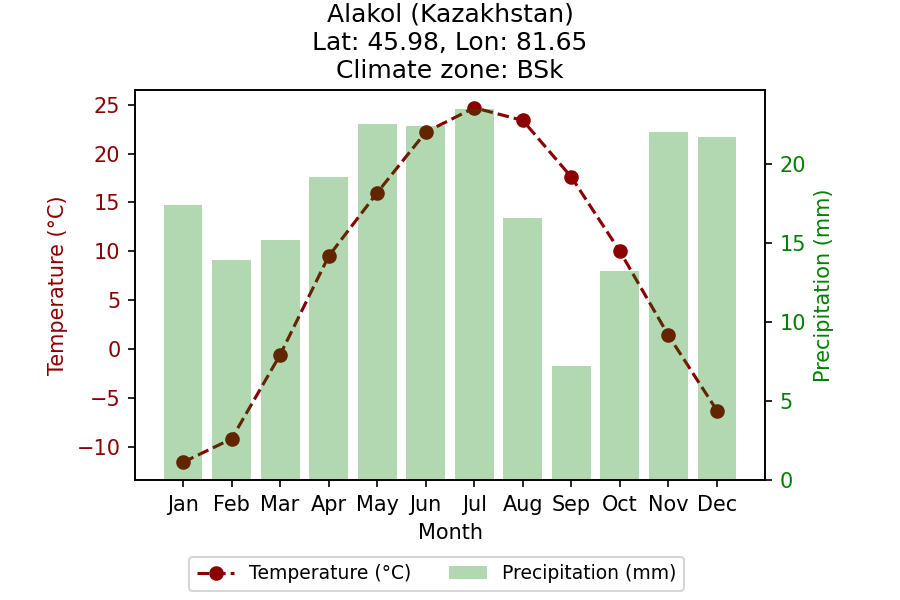 Alakol (Kazakhstan)
Lat: 45.98, Lon: 81.65
Climate zone: BSk
25
20
15
10
5
0
−5
−10
Temperature (°C)
20
15
10
5
0
Precipitation (mm)
Jan Feb Mar Apr May Jun Jul Aug Sep Oct Nov Dec
Month
Temperature (°C) Precipitation (mm)